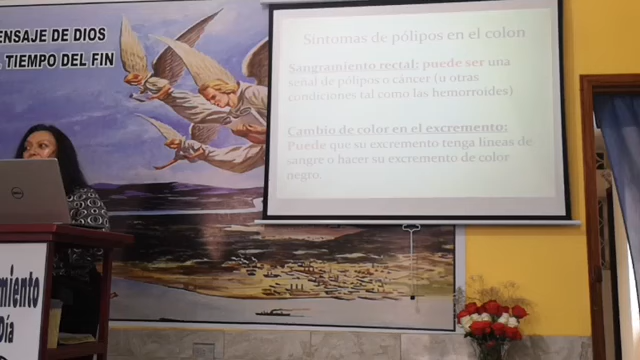 ENSAJE DE DIOS
TIEMPO DEL FIN
Síntomas de pólipos en el colon
Sangramiento rectal: puede ser una
señal de pólipos o cáncer (u otras
condiciones tal como las hemorroides)
Cambio de color en el excremento:
Puede que su excremento tenga líneas de
sangre o hacer su excremento de color
negro.
DELL
miento
Día